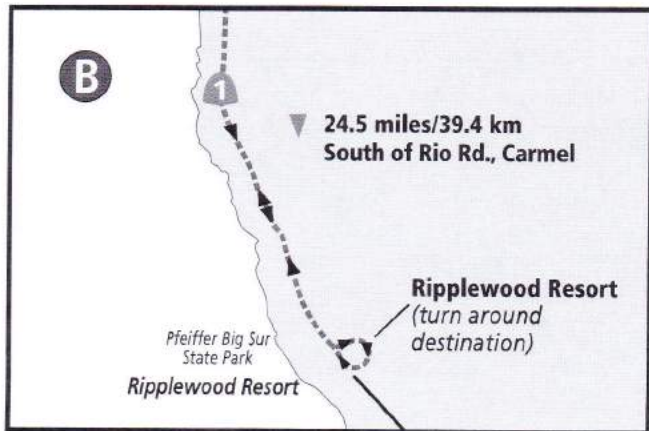 B
1
24.5 miles/39.4 km
South of Rio Rd., Carmel
Ripplewood Resort
(turn around
destination)
Pfeiffer Big Sur
State Park
Ripplewood Resort